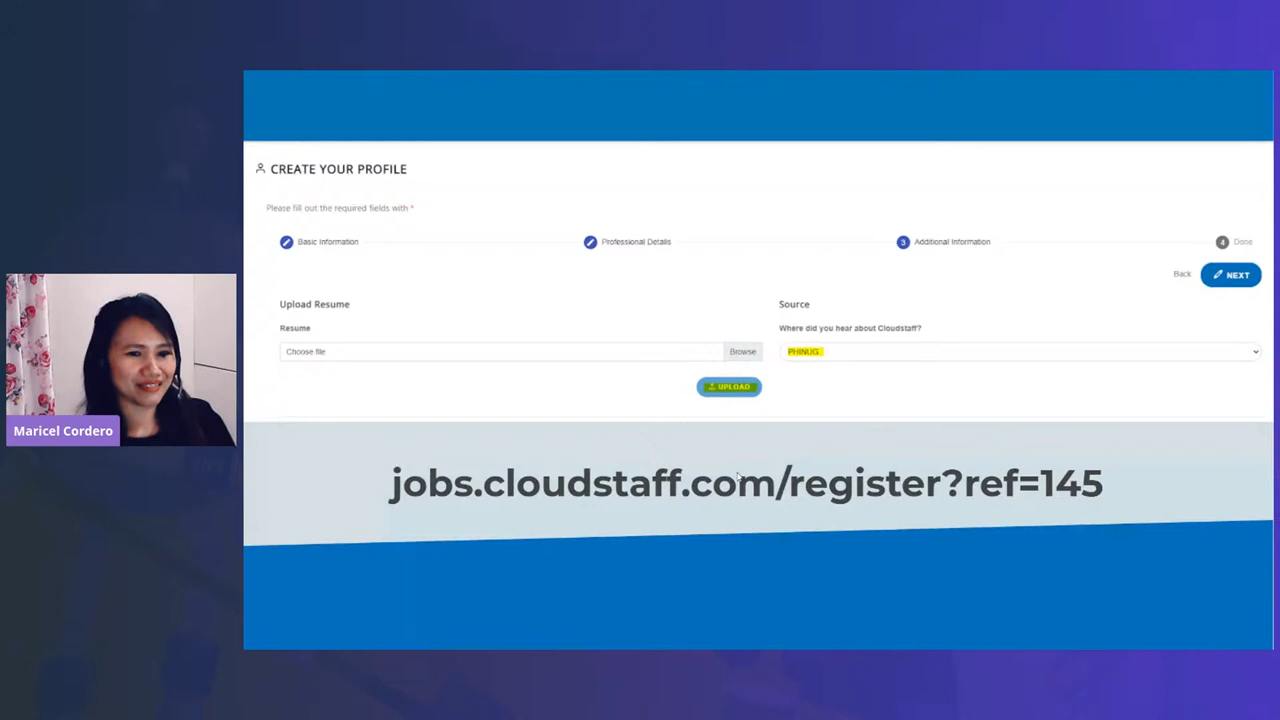 CREATE YOUR PROFILE
Please fill out the required fields with *
Basic Information
Professional Details
3 Additional Information
4 Done
Back
NEXT
Upload Resume
Source
Resume
Where did you hear about Cloudstaff?
Choose file
Browse
PHINUG
UPLOAD
Maricel Cordero
jobs.cloudstaff.com/register?ref=145